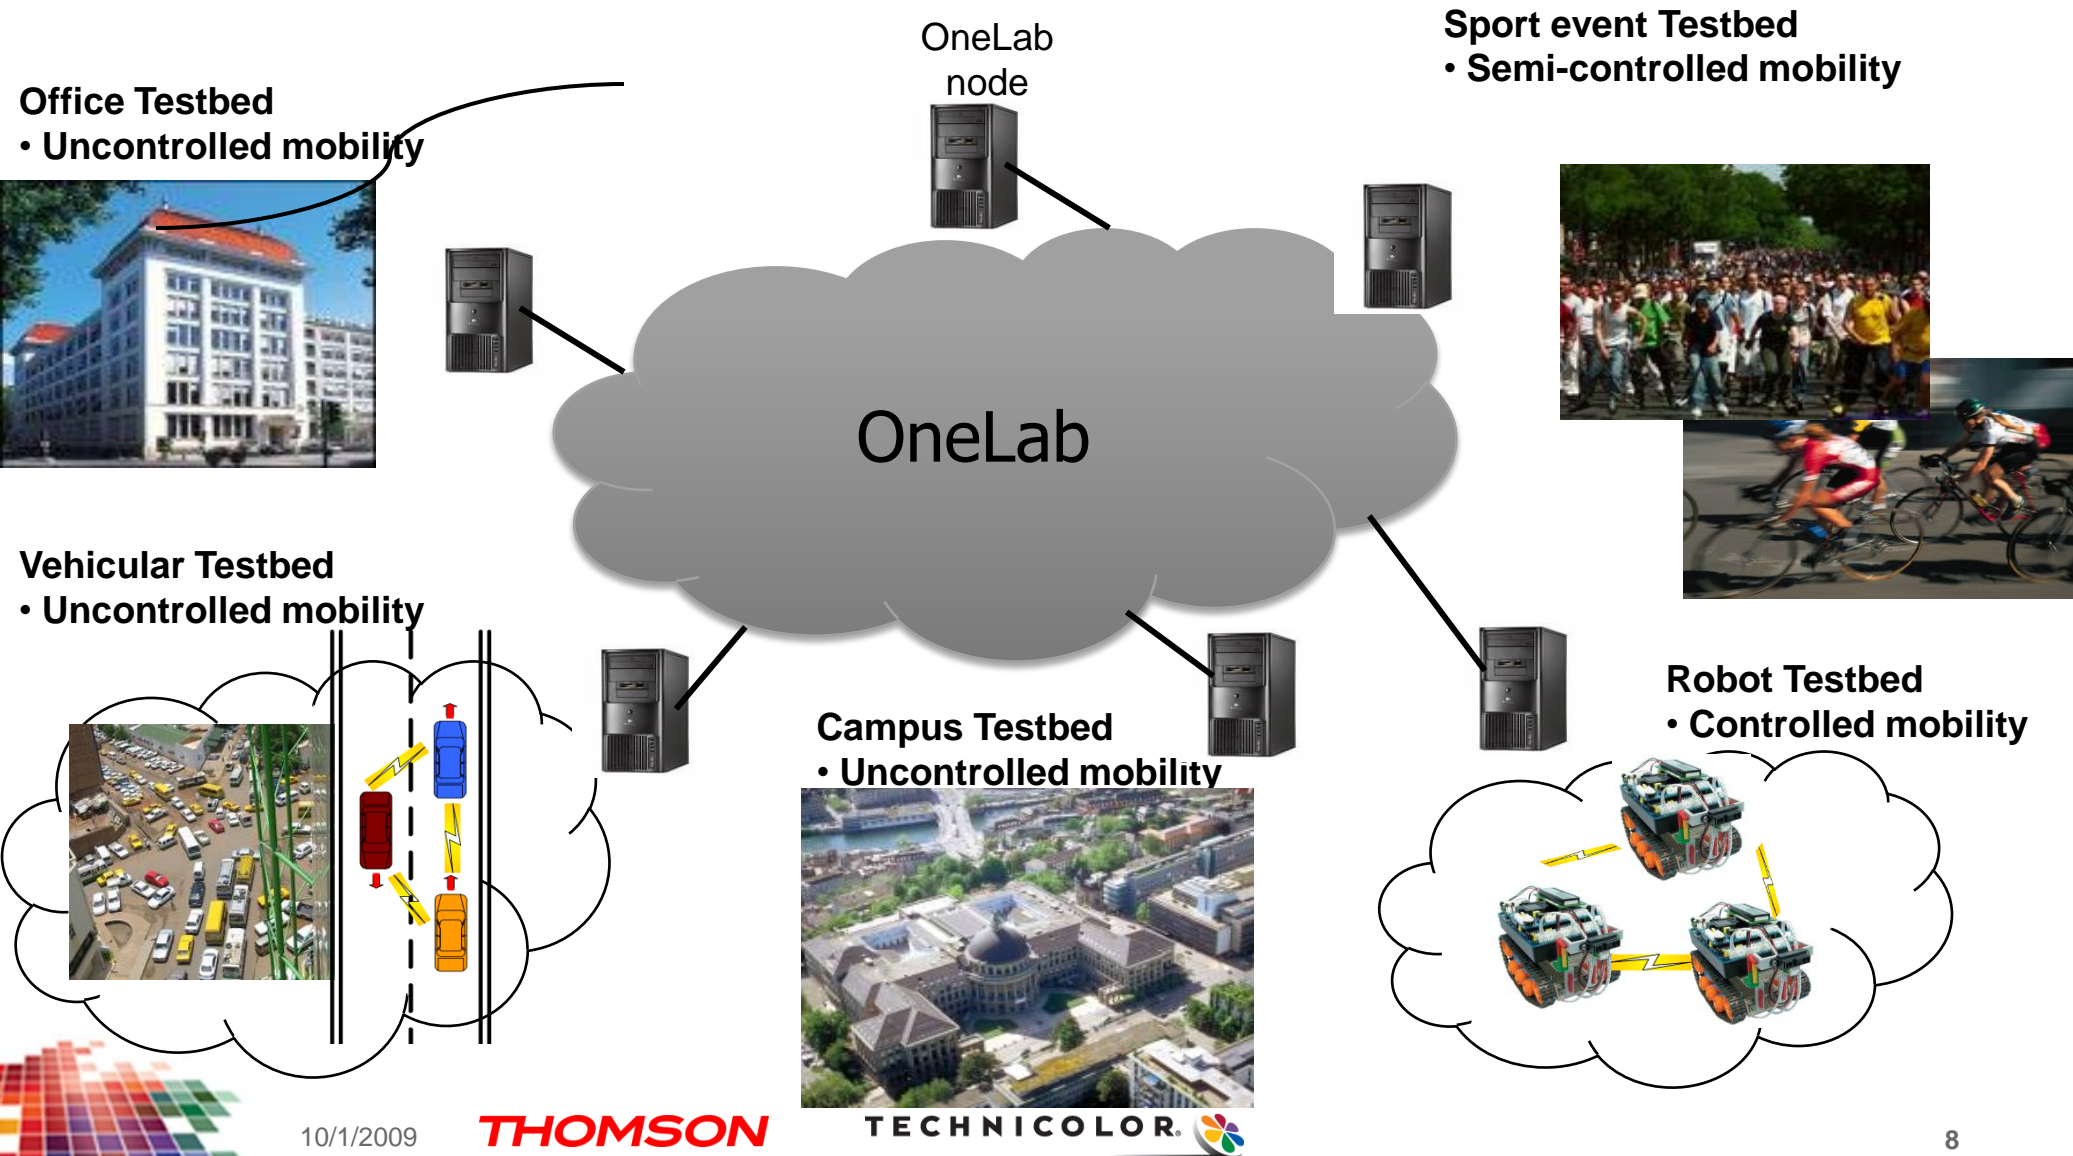 OneLab
node
Sport event Testbed
• Semi-controlled mobility
Office Testbed
• Uncontrolled mobility
OneLab
Vehicular Testbed
• Uncontrolled mobility
Campus Testbed
• Uncontrolled mobility
Robot Testbed
• Controlled mobility
10/1/2009
THOMSON
TECHNICOLOR.
8